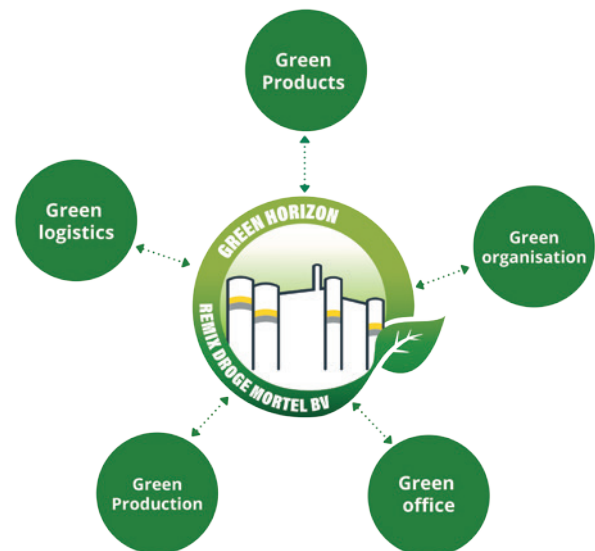 Green
Products
Green
logistics
GREEN HORIZON
Green
organisation
REMIX DROGE MORTEL BV
Green
Production
Green
office